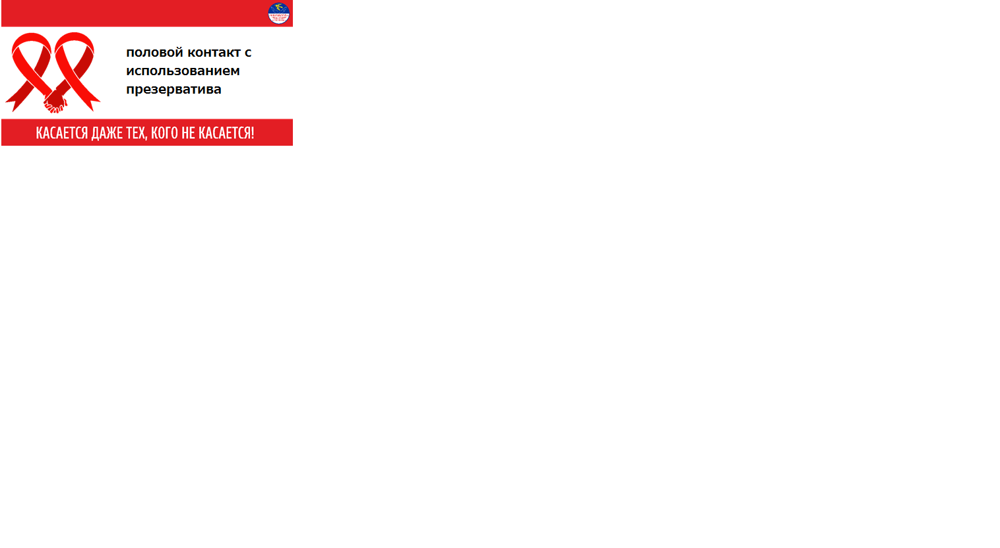 половой контакт с
использованием
презерватива
КАСАЕТСЯ ДАЖЕ ТЕХ, КОГО НЕ КАСАЕТСЯ!